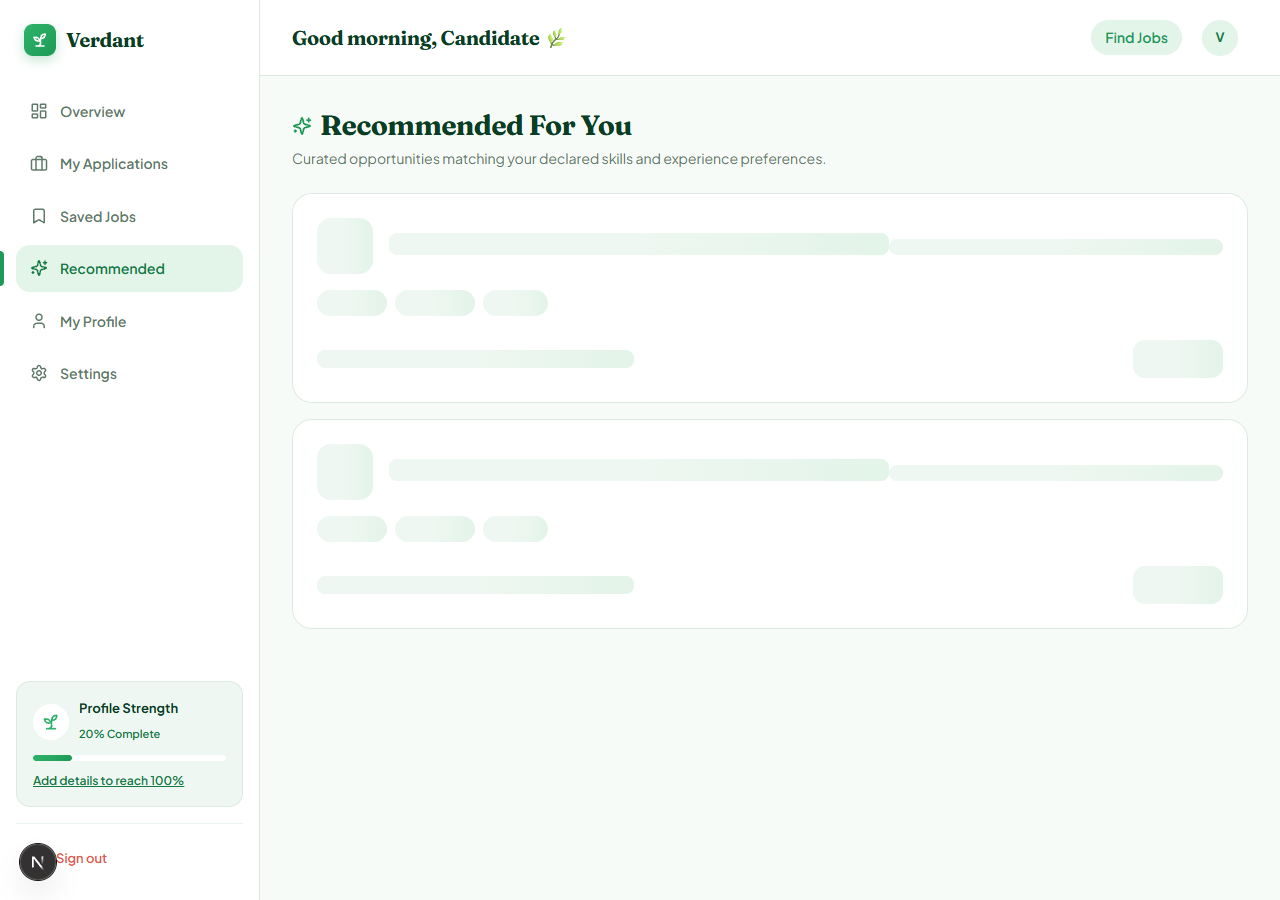 Verdant
Overview
My Applications
Saved Jobs
Recommended
My Profile
Settings
Profile Strength
20% Complete
Add details to reach 100%
N
Sign out
Good morning, Candidate 🌿
Find Jobs
V
Recommended For You
Curated opportunities matching your declared skills and experience preferences.